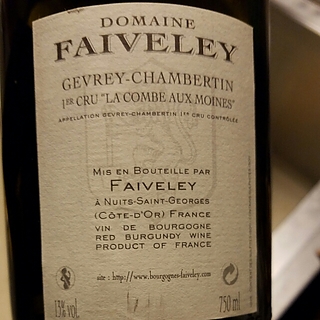 DOMAINE
FAIVELEY
GEVREY-CHAMBERTIN
1ER CRU "LA COMBE AUX MOINES"
APPELLATION GEVREY-CHAMBERTIN 1ER CRU CONTRÔLÉE
MIS EN BOUTEILLE PAR
FAIVELEY
À NUITS-SAINT-GEORGES
(CÔTE-D'OR) FRANCE
VIN DE BOURGOGNE
RED BURGUNDY WINE
PRODUCT OF FRANCE
site : http://www.bourgognes-faiveley.com
13% vol. 750 ml